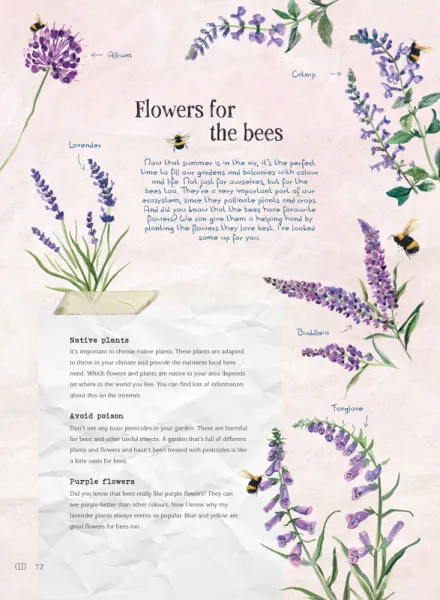 Allium
Catnip
Flowers for
the bees
Lavender
Now that summer is in the air, it's the perfect
time to fill our gardens and balconies with colour
and life. Not just for ourselves, but for the
bees too. They're a very important part of our
ecosystem, since they pollinate plants and crops.
And did you know that the bees have favourite
flowers? We can give them a helping hand by
planting the flowers they love best. I've looked
some up for you.
Buddleia
Native plants
It's important to choose native plants. These plants are adapted
to thrive in your climate and provide the nutrients local bees
need. Which flowers and plants are native to your area depends
on where in the world you live. You can find lots of information
about this on the internet.
Foxglove
Avoid poison
Don't use any toxic pesticides in your garden. These are harmful
for bees and other useful insects. A garden that's full of different
plants and flowers and hasn't been treated with pesticides is like
a little oasis for bees.
Purple flowers
Did you know that bees really like purple flowers? They can
see purple better than other colours. Now I know why my
lavender plants always seems so popular. Blue and yellow are
good flowers for bees too.
72